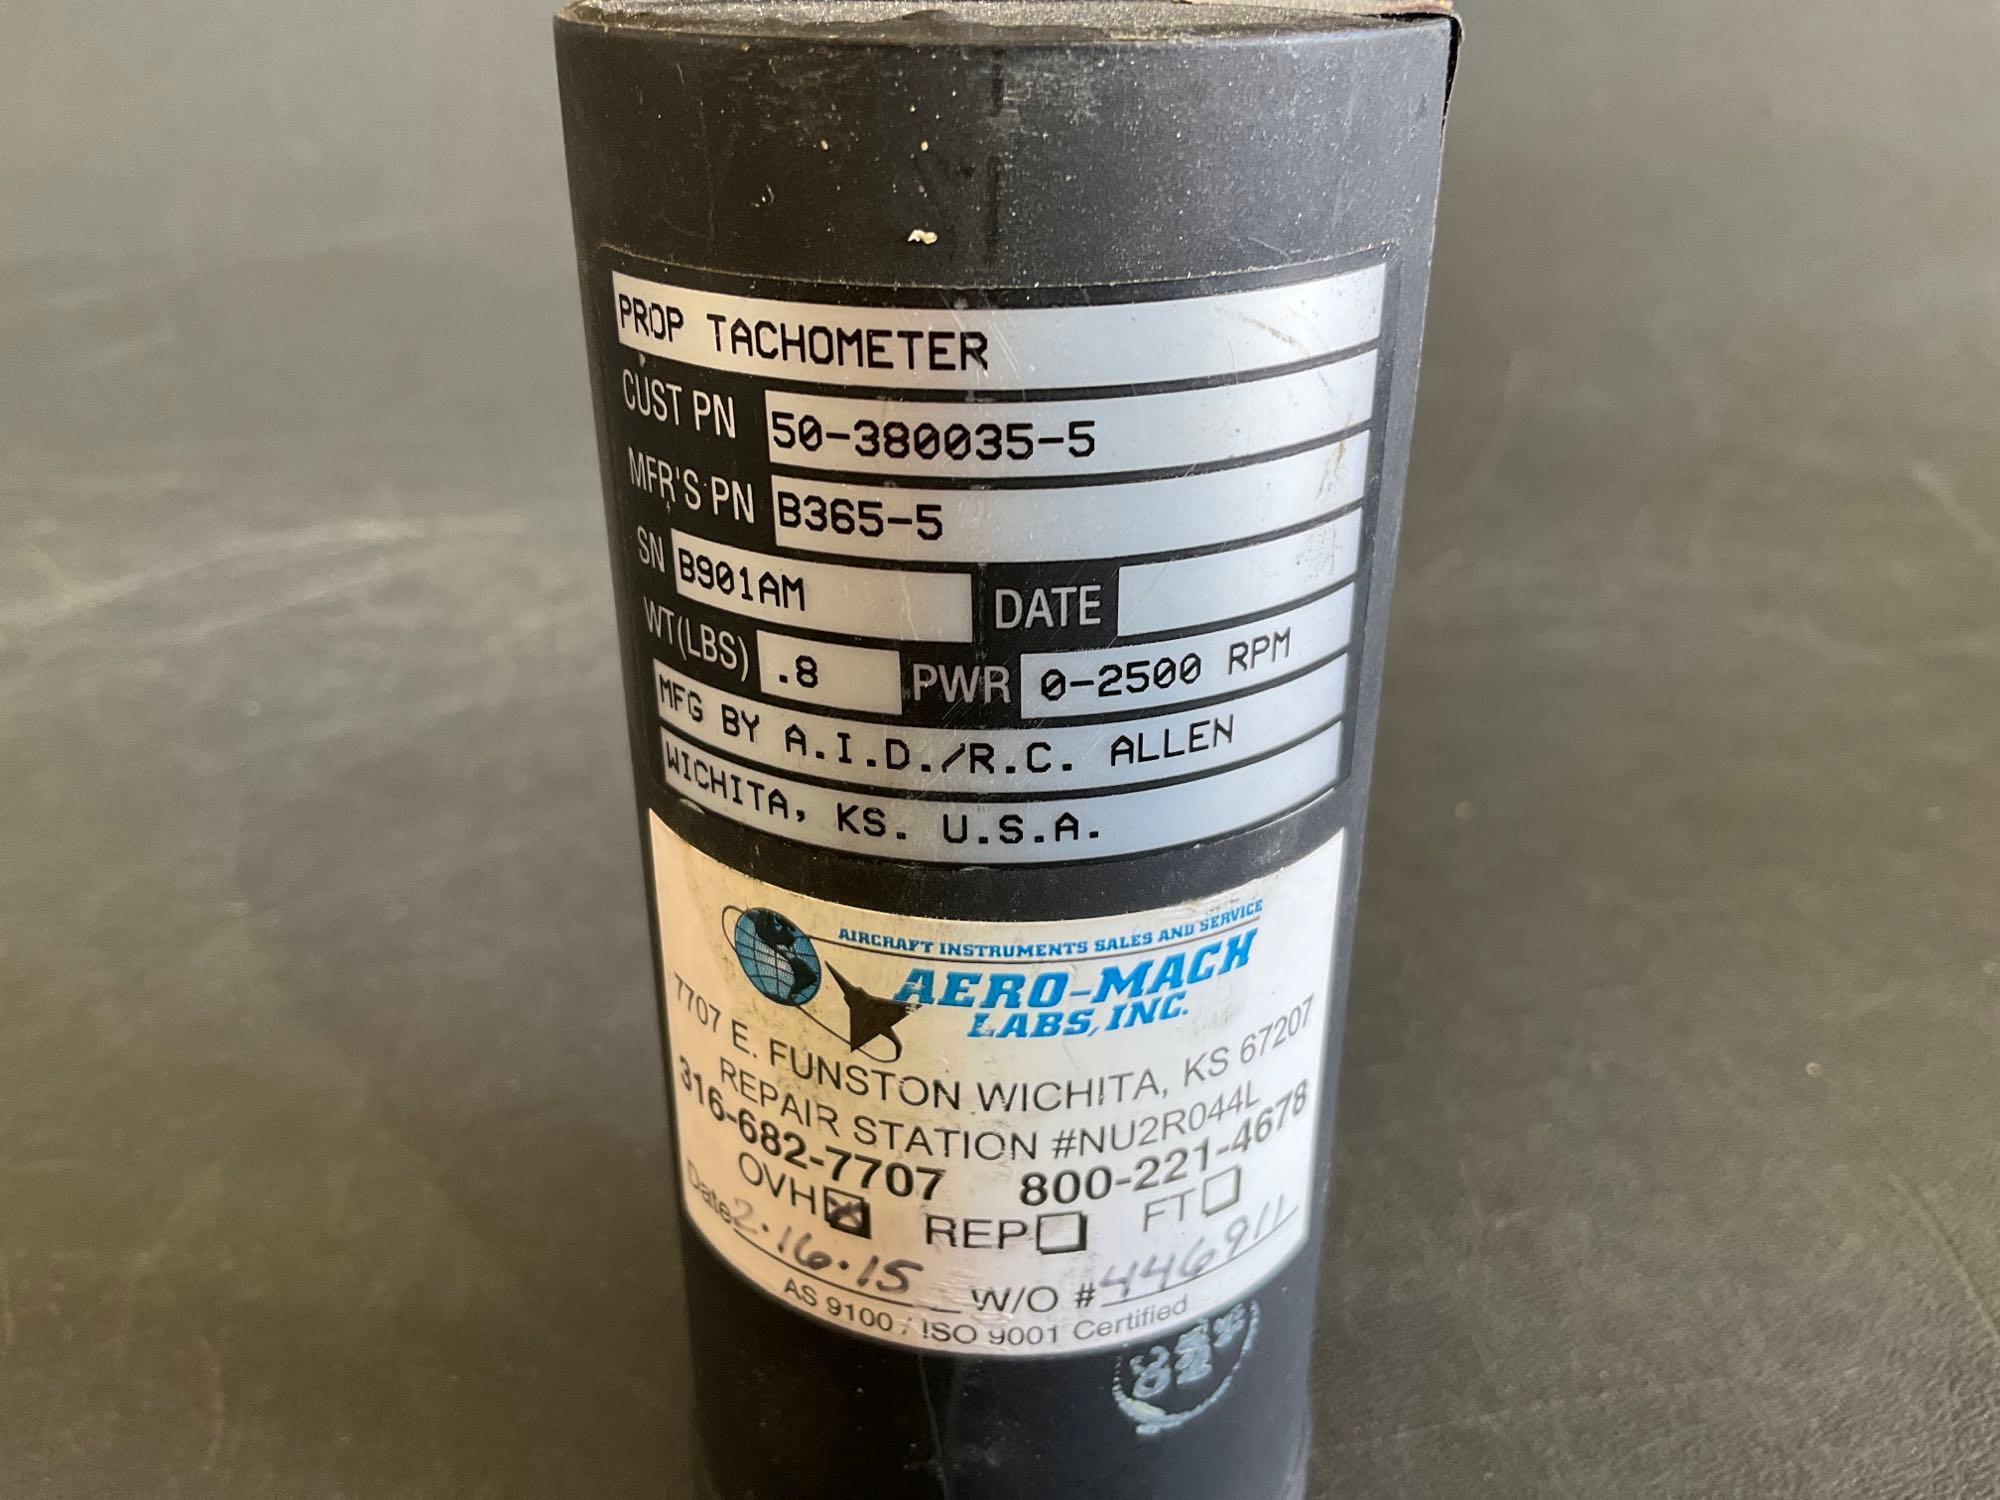 PROP TACHOMETER
CUST PN 50-380035-5
MFR'S PN B365-5
SN B901AM DATE
WT(LBS) .8 PWR 0-2500 RPM
MFG BY A.I.D./R.C. ALLEN
WICHITA, KS. U.S.A.
AIRCRAFT INSTRUMENTS SALES AND SERVICE
AERO-MACH
LABS, INC.
7707 E. FUNSTON WICHITA, KS 67207
REPAIR STATION #NU2R044L
316-682-7707 800-221-4678
OVH REP FT
Date 2.16.15 W/O # 446911
AS 9100 / ISO 9001 Certified